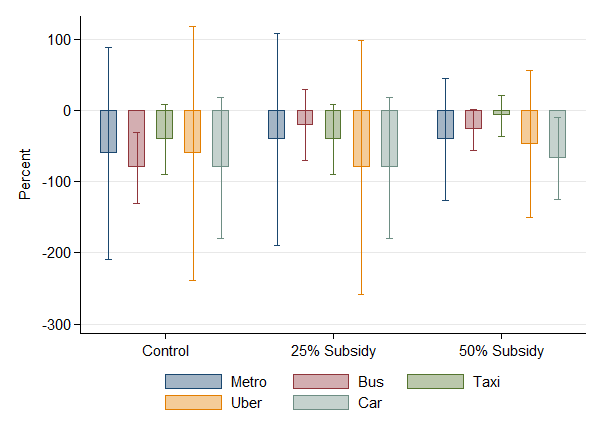 100
0
-100
-200
-300
Percent
Control 25% Subsidy 50% Subsidy
Metro Bus Taxi
Uber Car